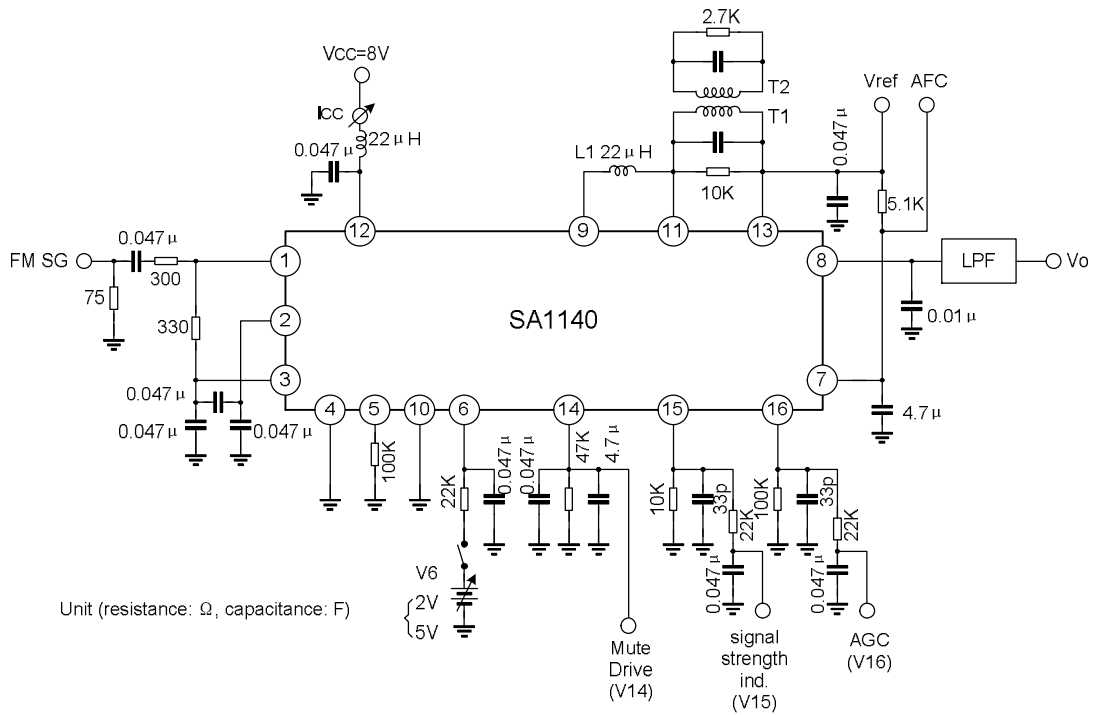 2.7K
VCC=8V
T2
Vref AFC
T1
ICC
22μH
0.047μ
0.047μ
L1 22μH
10K
5.1K
12
9
11
13
0.047μ
FM SG
300
1
8
LPF
Vo
75
330
2
SA1140
0.01μ
3
7
0.047μ
4.7μ
0.047μ
0.047μ
4
5
10
6
14
15
16
100K
22K
0.047μ
0.047μ
47K
4.7μ
10K
33p
22K
100K
33p
22K
V6
2V
5V
0.047μ
0.047μ
Unit (resistance: Ω, capacitance: F)
Mute
Drive
(V14)
signal
strength
ind.
(V15)
AGC
(V16)